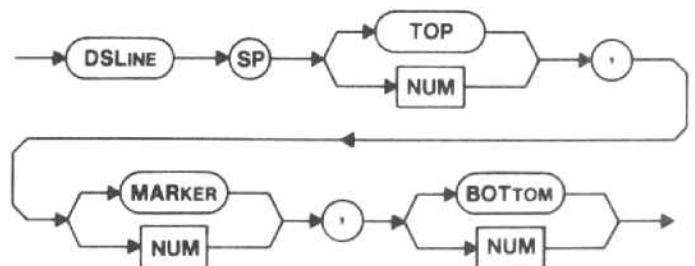 DSLINE SP TOP ,
NUM
MARKER , BOTTOM
NUM NUM